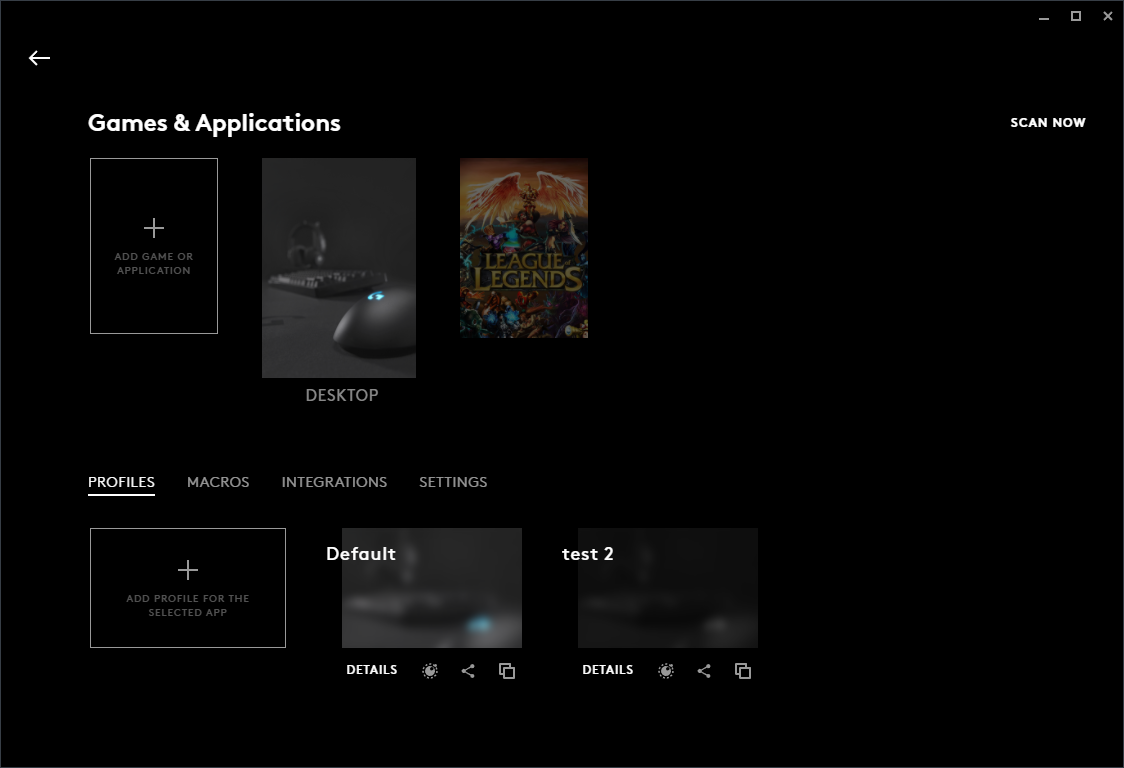 Games & Applications
SCAN NOW
ADD GAME OR
APPLICATION
LEAGUE
LEGENDS
DESKTOP
PROFILES
MACROS
INTEGRATIONS
SETTINGS
ADD PROFILE FOR THE
SELECTED APP
Default
test 2
DETAILS
DETAILS